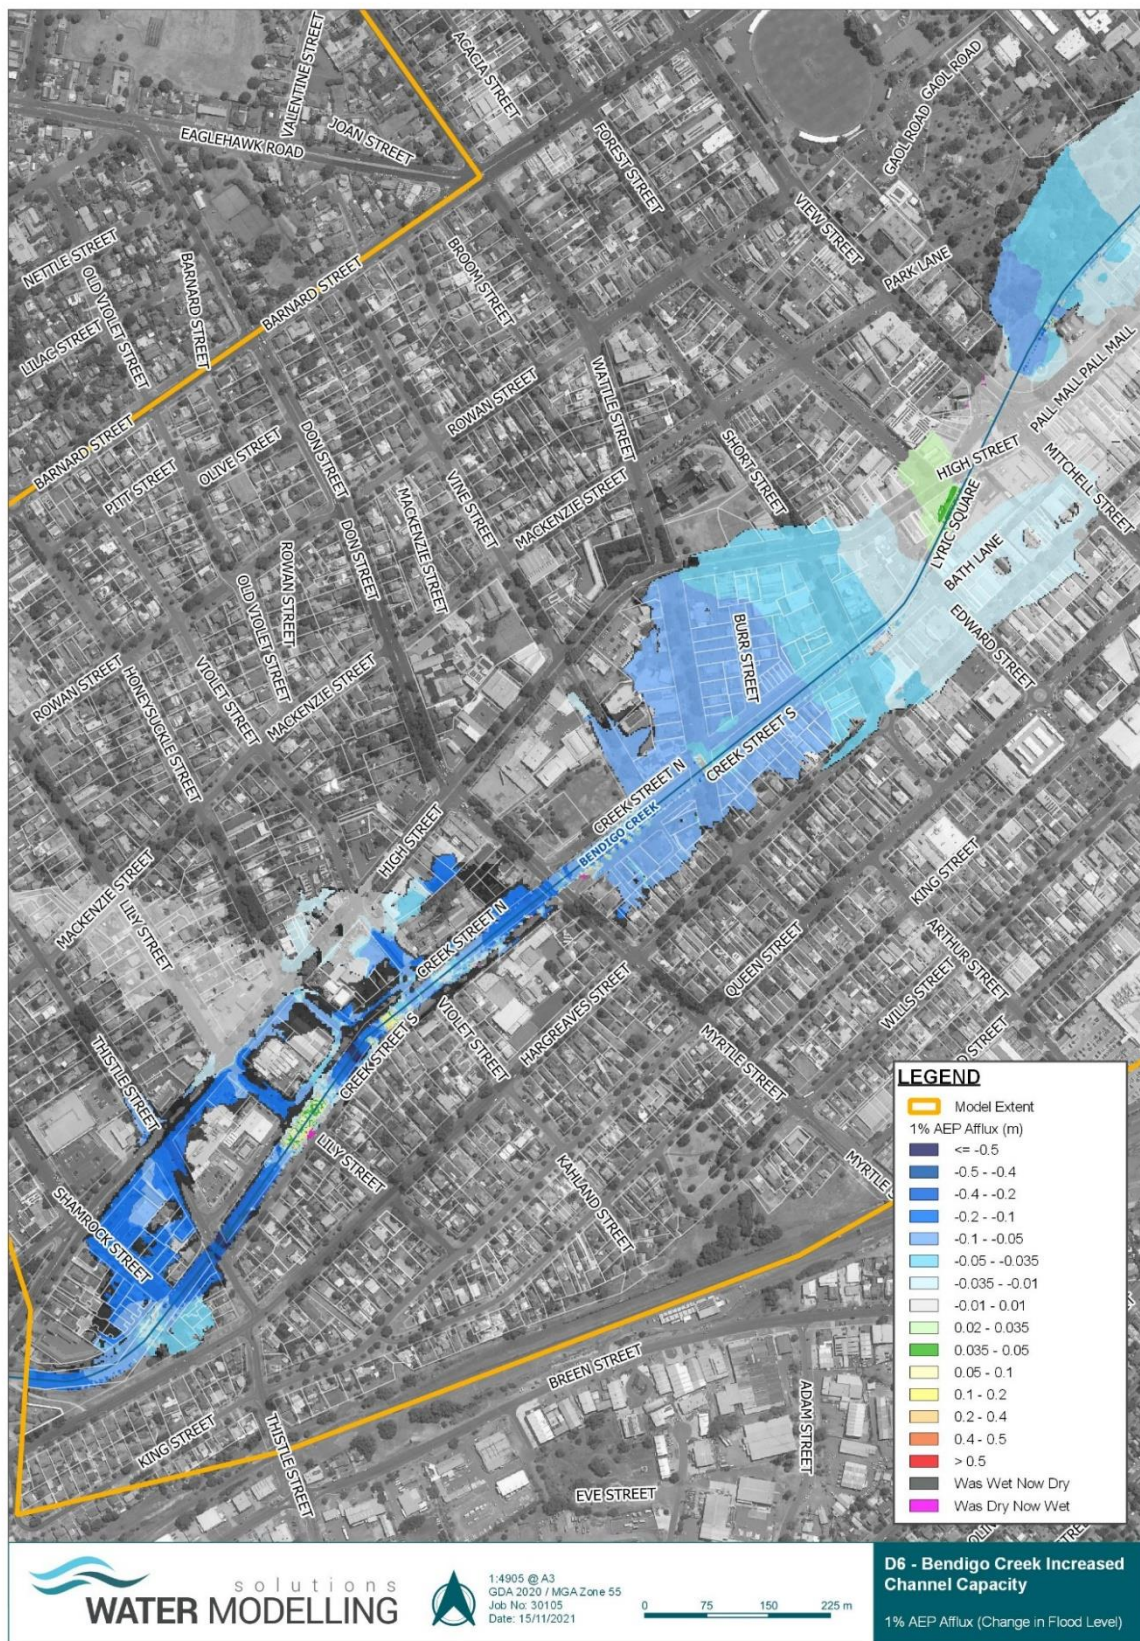 VALENTINE STREET
ACACIA STREET
JOAN STREET
EAGLEHAWK ROAD
GAOL ROAD GAOL ROAD
FOREST STREET
VIEW STREET
PARK LANE
NETTLE STREET
OLD VIOLET STREET
BARNARD STREET
BARNARD STREET
BROOM STREET
LILAC STREET
WATTLE STREET
PALL MALL PALL MALL
ROWAN STREET
BARNARD STREET
OLIVE STREET
DON STREET
SHORT STREET
HIGH STREET
MITCHELL STREET
PITT STREET
VINE STREET
MACKENZIE STREET
MACKENZIE STREET
LYRIC SQUARE
BATH LANE
DON STREET
ROWAN STREET
OLD VIOLET STREET
EDWARD STREET
BURR STREET
ROWAN STREET
HONEYSUCKLE STREET
VIOLET STREET
MACKENZIE STREET
CREEK STREET S
CREEK STREET N
BENDIGO CREEK
HIGH STREET
KING STREET
MACKENZIE STREET
LILY STREET
CREEK STREET N
QUEEN STREET
ARTHUR STREET
WILLS STREET
VIOLET STREET
HARGREAVES STREET
CREEK STREET S
MYRTLE STREET
THISTLE STREET
LILY STREET
KAHLAND STREET
SHAMROCK STREET
BREEN STREET
ADAM STREET
KING STREET
THISTLE STREET
EVE STREET
LEGEND
Model Extent
1% AEP Afflux (m)
<= -0.5
-0.5 - -0.4
-0.4 - -0.2
-0.2 - -0.1
-0.1 - -0.05
-0.05 - -0.035
-0.035 - -0.01
-0.01 - 0.01
0.02 - 0.035
0.035 - 0.05
0.05 - 0.1
0.1 - 0.2
0.2 - 0.4
0.4 - 0.5
> 0.5
Was Wet Now Dry
Was Dry Now Wet
solutions
WATER MODELLING
1:4905 @ A3
GDA 2020 / MGA Zone 55
Job No: 30105
Date: 15/11/2021
0 75 150 225 m
D6 - Bendigo Creek Increased
Channel Capacity
1% AEP Afflux (Change in Flood Level)